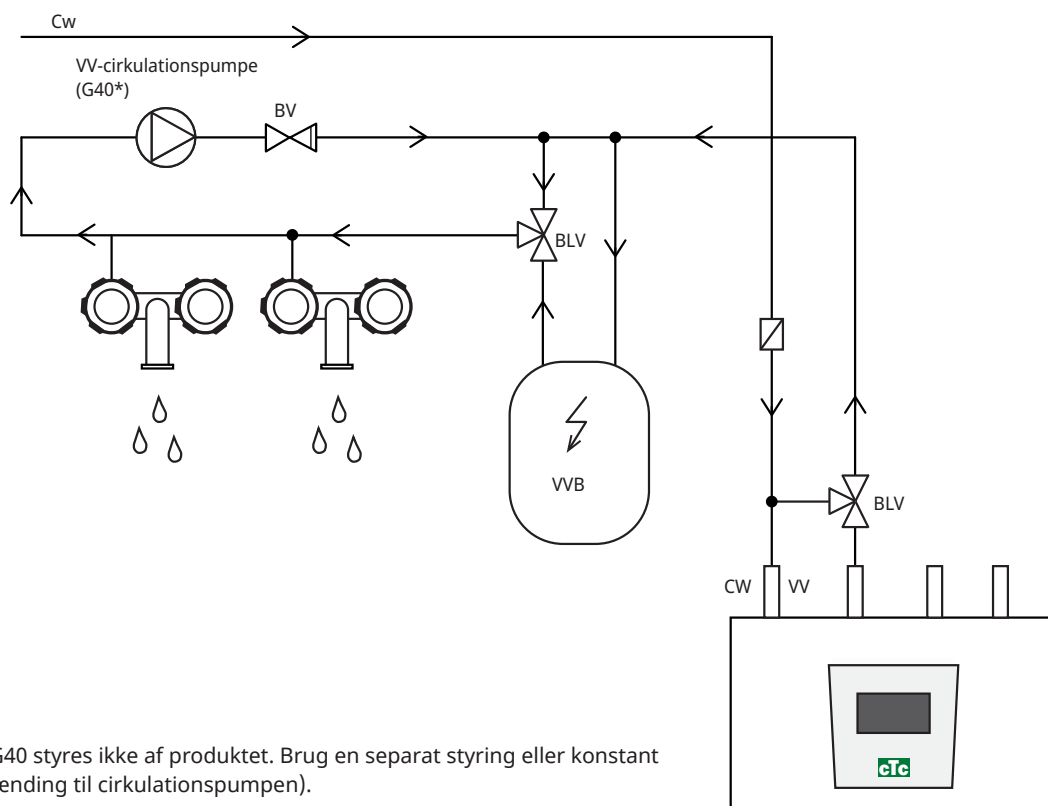 Cw
VV-cirkulationspumpe
(G40*)
BV
BLV
VVB
BLV
CW VV
G40 styres ikke af produktet. Brug en separat styring eller konstant
til cirkulationspumpen).
cTc